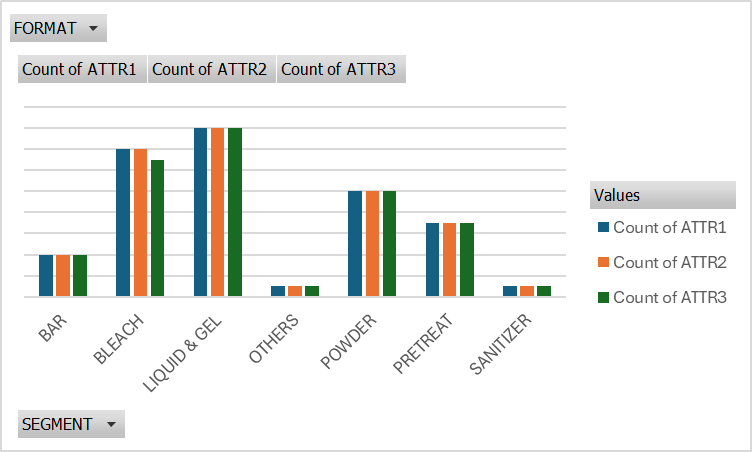 FORMAT
Count of ATTR1 Count of ATTR2 Count of ATTR3
Values
Count of ATTR1
Count of ATTR2
Count of ATTR3
BAR
BLEACH
LIQUID & GEL
OTHERS
POWDER
PRETREAT
SANITIZER
SEGMENT